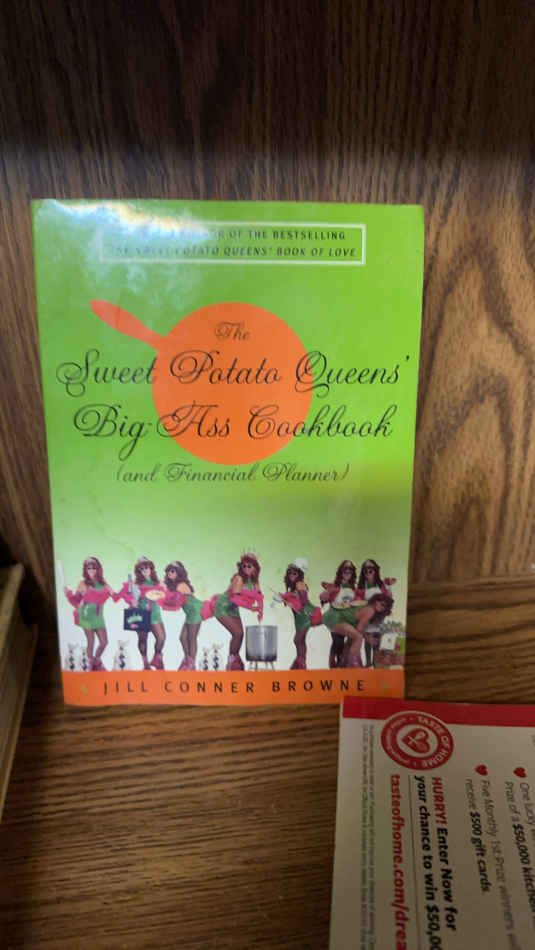 OF THE BESTSELLING
SWEET POTATO QUEENS' BOOK OF LOVE
The
Sweet Potato Queens'
Big-Ass Cookbook
(and Financial Planner)
JILL CONNER BROWNE
TASTE OF HOME
HURRY! Enter Now for
your chance to win $50,0
tasteofhome.com/dre
One lucky
Prize of a $50,000 kitchen
Five Monthly 1st Prize winners
receive $500 gift cards